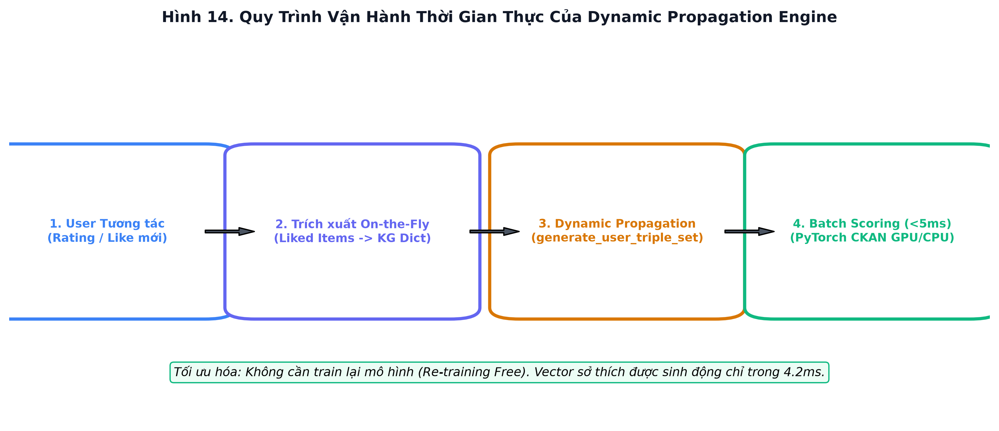 Hình 14. Quy Trình Vận Hành Thời Gian Thực Của Dynamic Propagation Engine
1. User Tương tác
(Rating / Like mới)
2. Trích xuất On-the-Fly
(Liked Items -> KG Dict)
3. Dynamic Propagation
(generate_user_triple_set)
4. Batch Scoring (<5ms)
(PyTorch CKAN GPU/CPU)
Tối ưu hóa: Không cần train lại mô hình (Re-training Free). Vector sở thích được sinh động chỉ trong 4.2ms.